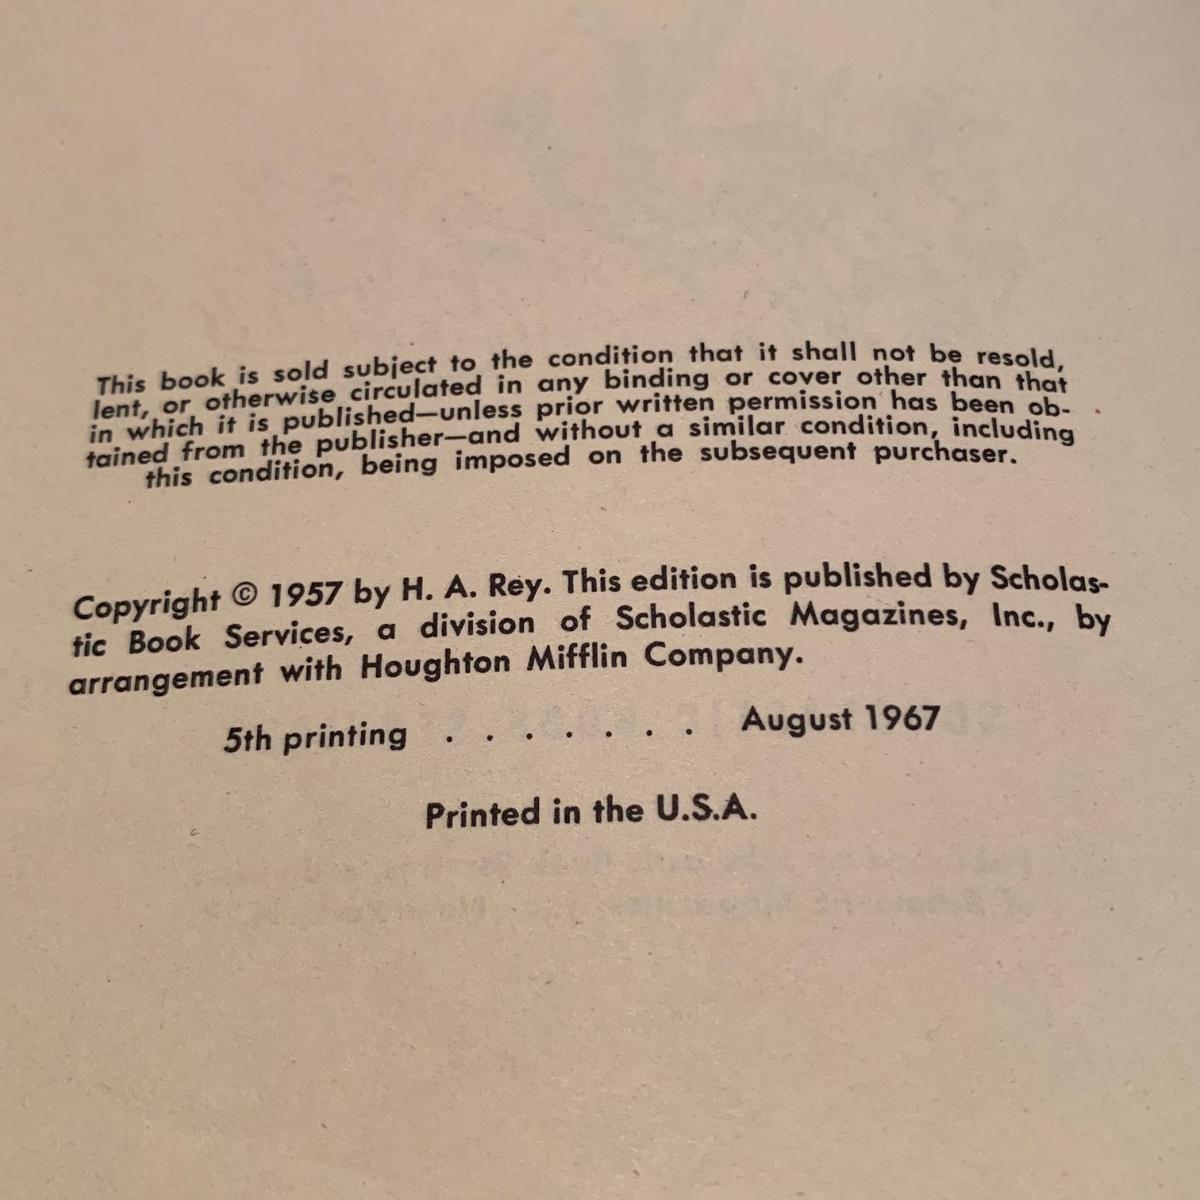 This book is sold subject to the condition that it shall not be resold,
lent, or otherwise circulated in any binding or cover other than that
in which it is published—unless prior written permission has been ob-
tained from the publisher—and without a similar condition, including
this condition, being imposed on the subsequent purchaser.
Copyright © 1957 by H. A. Rey. This edition is published by Scholas-
tic Book Services, a division of Scholastic Magazines, Inc., by
arrangement with Houghton Mifflin Company.
5th printing . . . . . . . August 1967
Printed in the U.S.A.